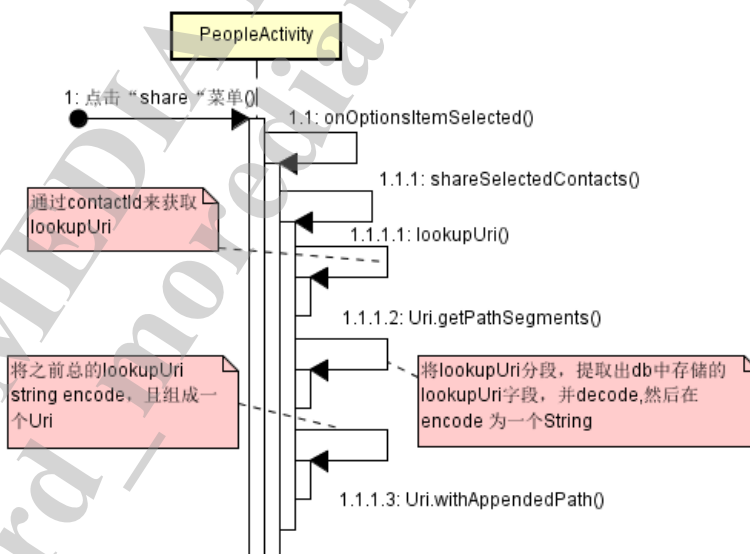 PeopleActivity
1: 点击“share“菜单()
1.1: onOptionsItemSelected()
1.1.1: shareSelectedContacts()
通过contactId来获取
lookupUri
1.1.1.1: lookupUri()
1.1.1.2: Uri.getPathSegments()
将之前总的lookupUri
string encode，且组成一
个Uri
将lookupUri分段，提取出db中存储的
lookupUri字段，并decode,然后在
encode 为一个String
1.1.1.3: Uri.withAppendedPath()
MEDIA
rd_moredian